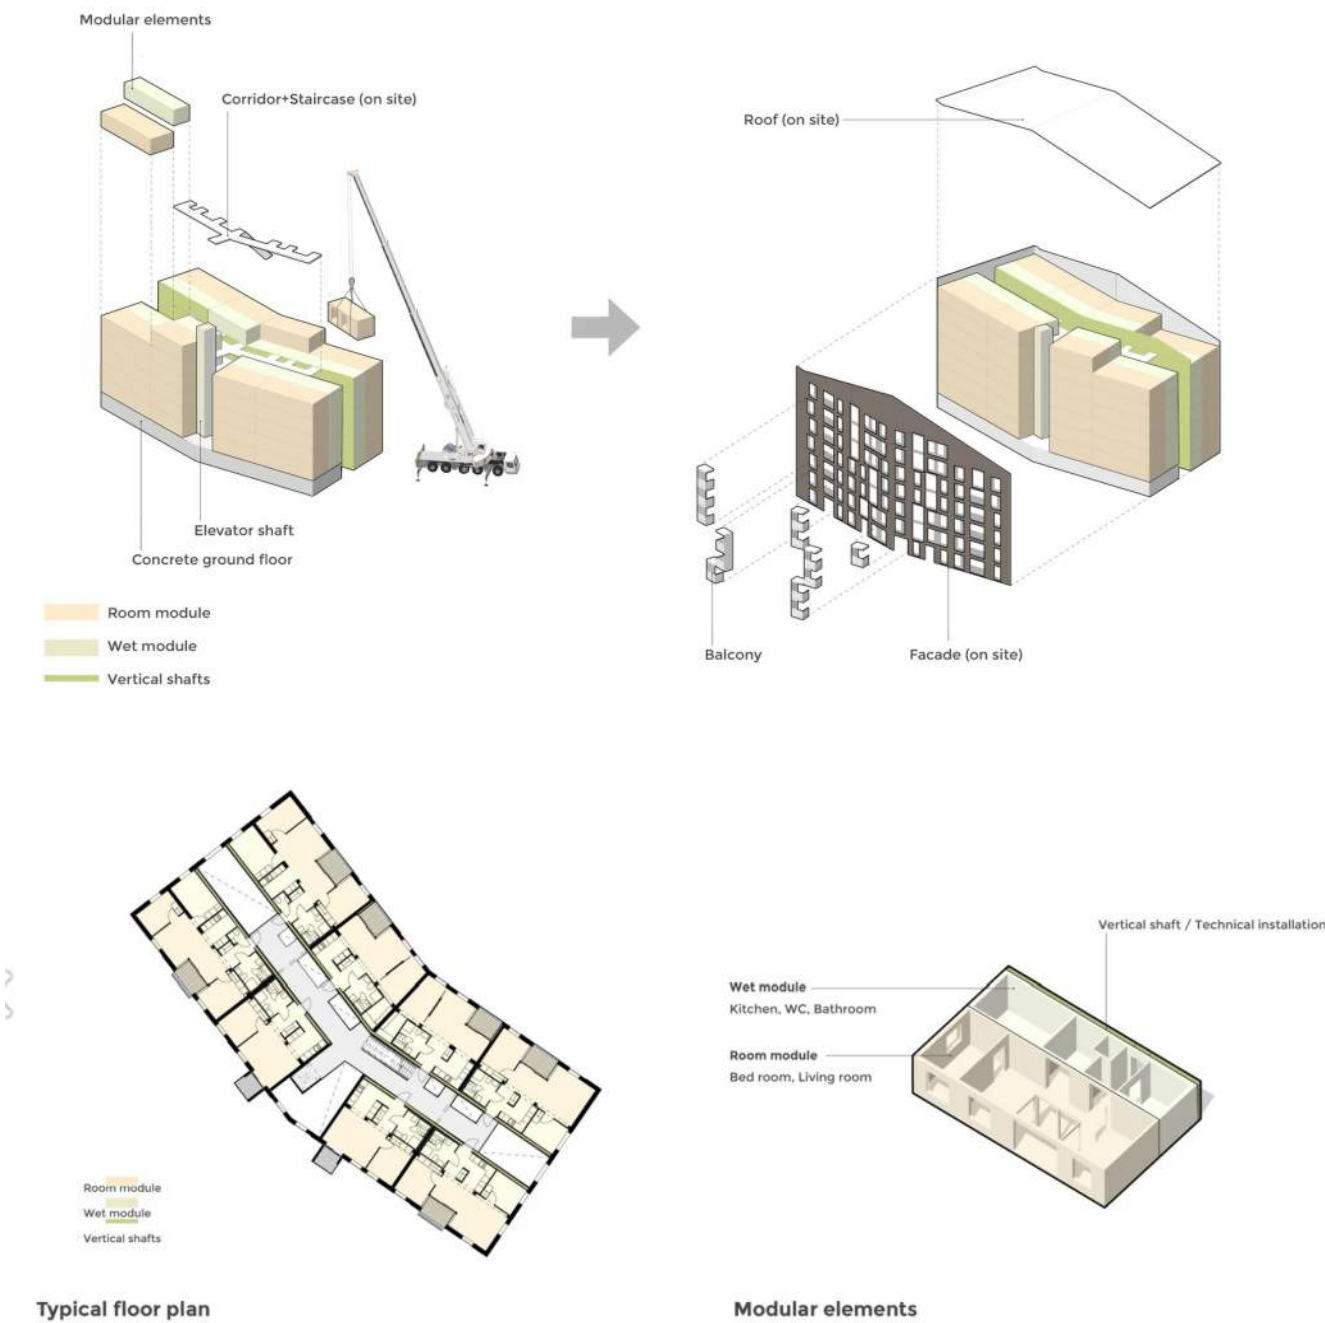 Modular elements
Corridor+Staircase (on site)
Roof (on site)
Elevator shaft
Concrete ground floor
Room module
Wet module
Vertical shafts
Balcony
Facade (on site)
Vertical shaft / Technical installation
Wet module
Kitchen, WC, Bathroom
Room module
Bed room, Living room
Room module
Wet module
Vertical shafts
Typical floor plan
Modular elements